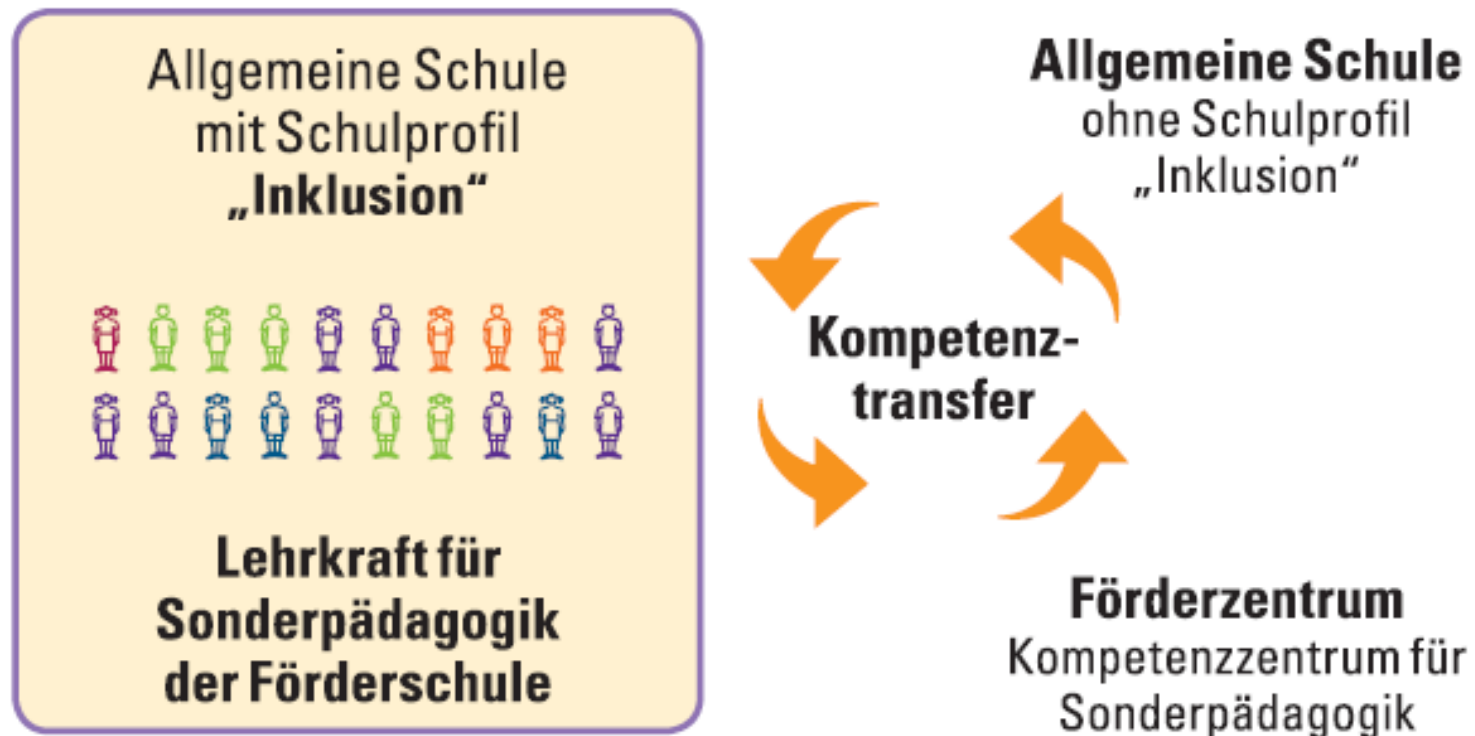 Allgemeine Schule
mit Schulprofil
„Inklusion“
Lehrkraft für
Sonderpädagogik
der Förderschule
Kompetenz-
transfer
Allgemeine Schule
ohne Schulprofil
„Inklusion“
Förderzentrum
Kompetenzzentrum für
Sonderpädagogik